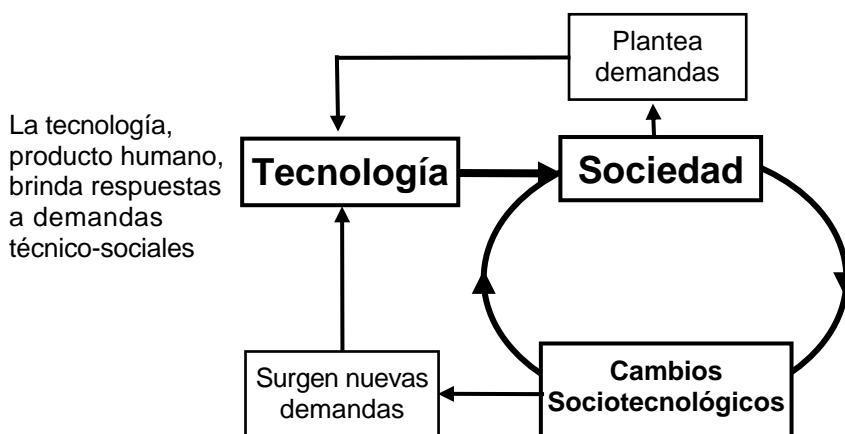 Plantea
demandas
La tecnología,
producto humano,
brinda respuestas
a demandas
técnico-sociales
Tecnología
Sociedad
Surgen nuevas
demandas
Cambios
Sociotecnológicos